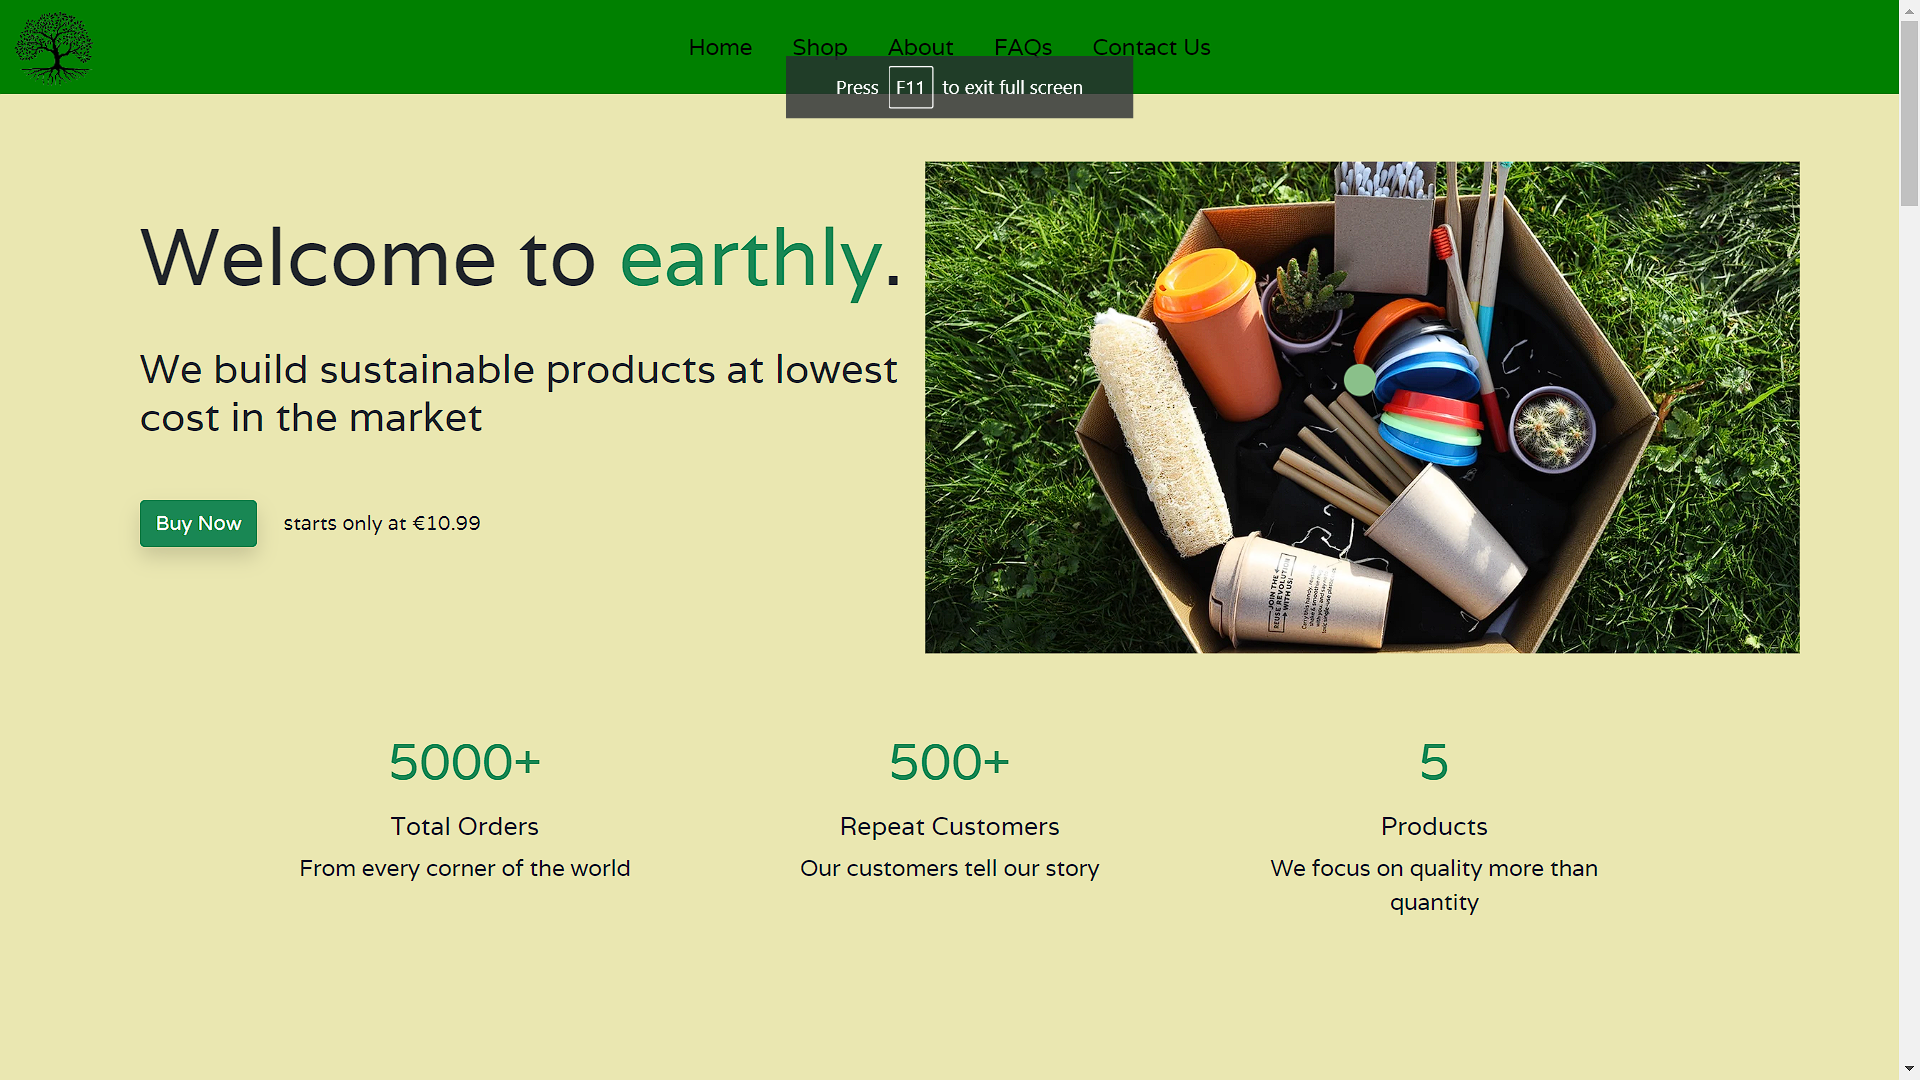 Home Shop About FAQs Contact Us
Press F11 to exit full screen
Welcome to earthly.
We build sustainable products at lowest
cost in the market
Buy Now starts only at €10.99
JOIN THE
REUSE REVOLUTION
WITH US!
5000+ 500+ 5
Total Orders Repeat Customers Products
From every corner of the world Our customers tell our story We focus on quality more than
quantity